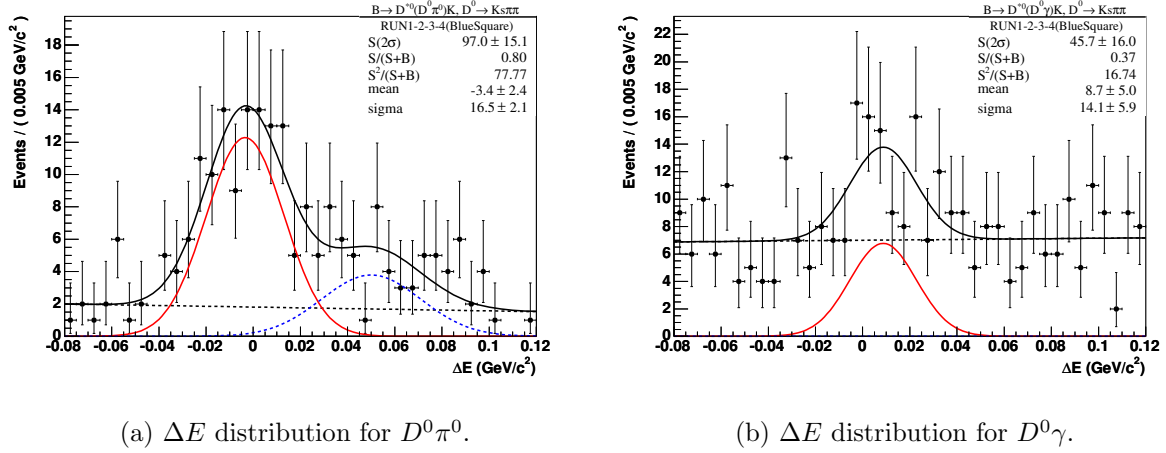 B→ D*⁰(D⁰π⁰)K, D⁰→ Ksππ
RUN1-2-3-4(BlueSquare)
S(2σ) 97.0 ± 15.1
S/(S+B) 0.80
S²/(S+B) 77.77
mean -3.4 ± 2.4
sigma 16.5 ± 2.1
Events / ( 0.005 GeV/c² )
18
16
14
12
10
8
6
4
2
0
-0.08 -0.06 -0.04 -0.02 0 0.02 0.04 0.06 0.08 0.1 0.12
ΔE (GeV/c²)
(a) ΔE distribution for D⁰π⁰.
B→ D*⁰(D⁰γ)K, D⁰→ Ksππ
RUN1-2-3-4(BlueSquare)
S(2σ) 45.7 ± 16.0
S/(S+B) 0.37
S²/(S+B) 16.74
mean 8.7 ± 5.0
sigma 14.1 ± 5.9
Events / ( 0.005 GeV/c² )
22
20
18
16
14
12
10
8
6
4
2
0
-0.08 -0.06 -0.04 -0.02 0 0.02 0.04 0.06 0.08 0.1 0.12
ΔE (GeV/c²)
(b) ΔE distribution for D⁰γ.